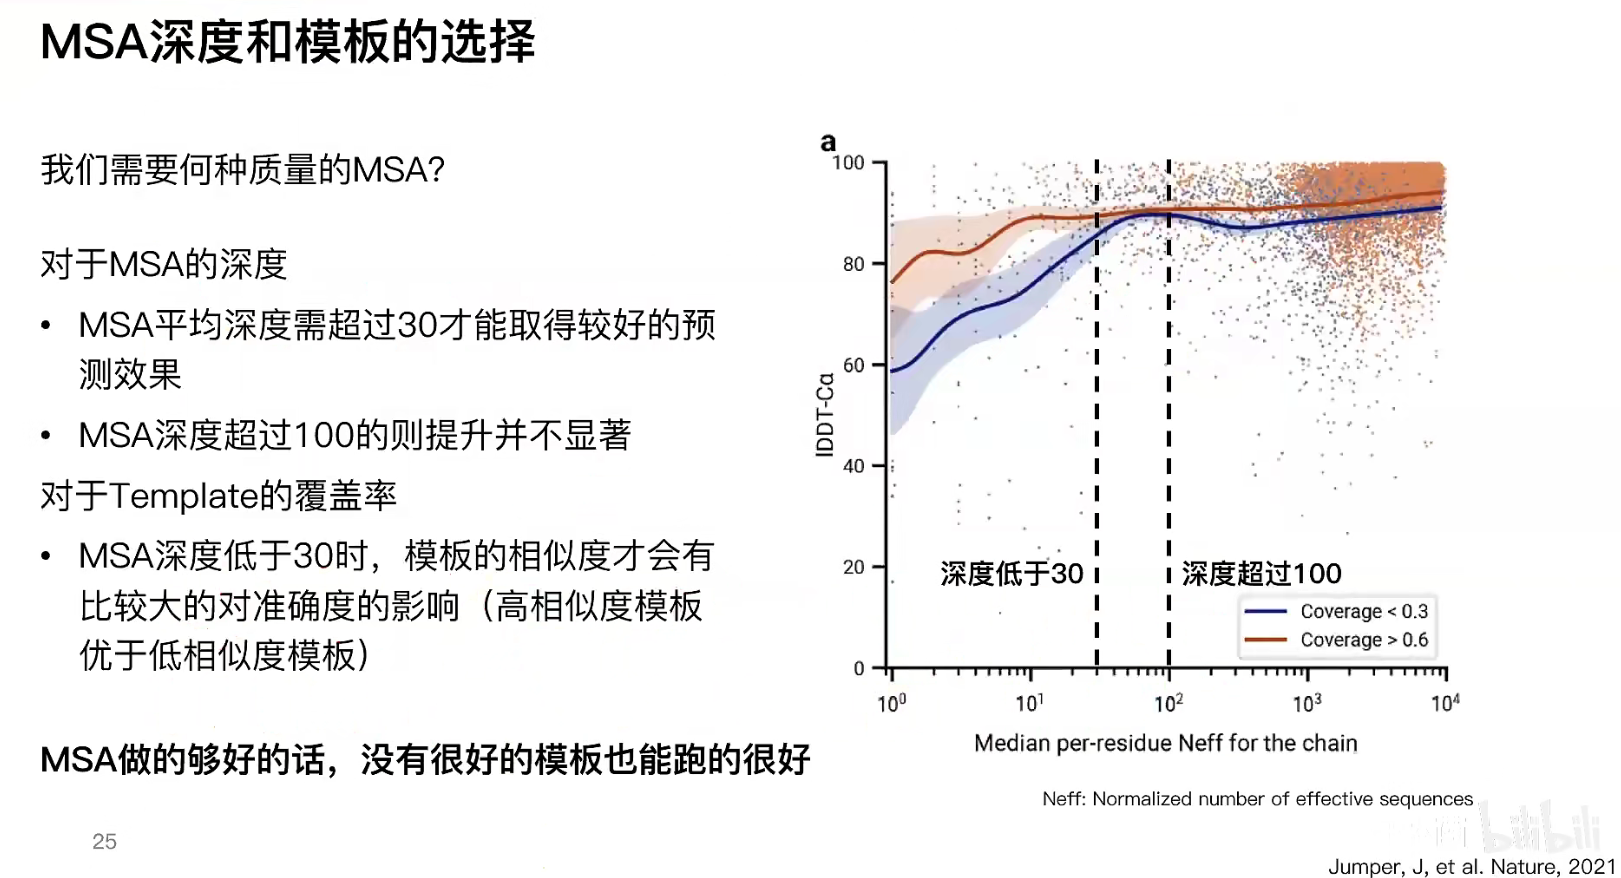 MSA深度和模板的选择
我们需要何种质量的MSA?
对于MSA的深度
• MSA平均深度需超过30才能取得较好的预
测效果
• MSA深度超过100的则提升并不显著
对于Template的覆盖率
• MSA深度低于30时，模板的相似度才会有
比较大的对准确度的影响（高相似度模板
优于低相似度模板）
MSA做的够好的话，没有很好的模板也能跑的很好
25
a
100
80
60
40
20
0
lDDT-Cα
深度低于30
深度超过100
Coverage < 0.3
Coverage > 0.6
10⁰
10¹
10²
10³
10⁴
Median per-residue Neff for the chain
Neff: Normalized number of effective sequences
bilibili
Jumper, J, et al. Nature, 2021